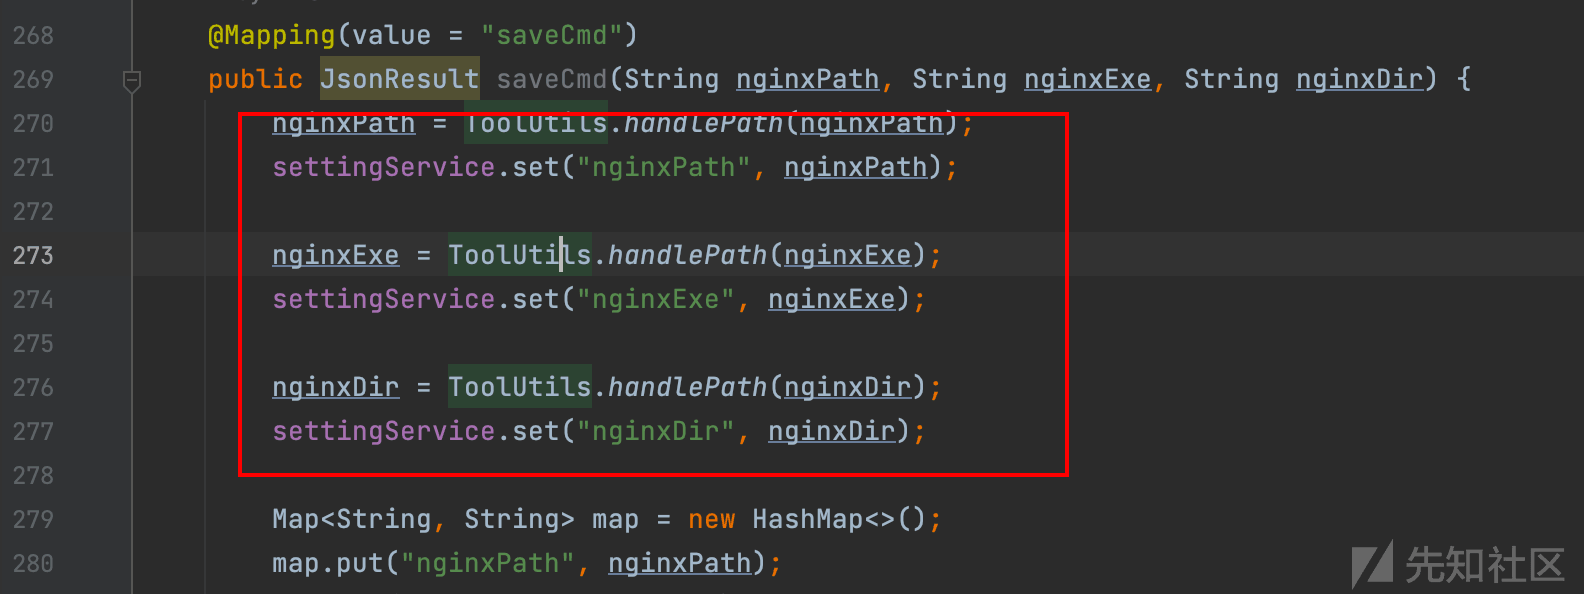 268 @Mapping(value = "saveCmd")
269 public JsonResult saveCmd(String nginxPath, String nginxExe, String nginxDir) {
270 nginxPath = ToolUtils.handlePath(nginxPath);
271 settingService.set("nginxPath", nginxPath);
272
273 nginxExe = ToolUtils.handlePath(nginxExe);
274 settingService.set("nginxExe", nginxExe);
275
276 nginxDir = ToolUtils.handlePath(nginxDir);
277 settingService.set("nginxDir", nginxDir);
278
279 Map<String, String> map = new HashMap<>();
280 map.put("nginxPath", nginxPath);
先知社区